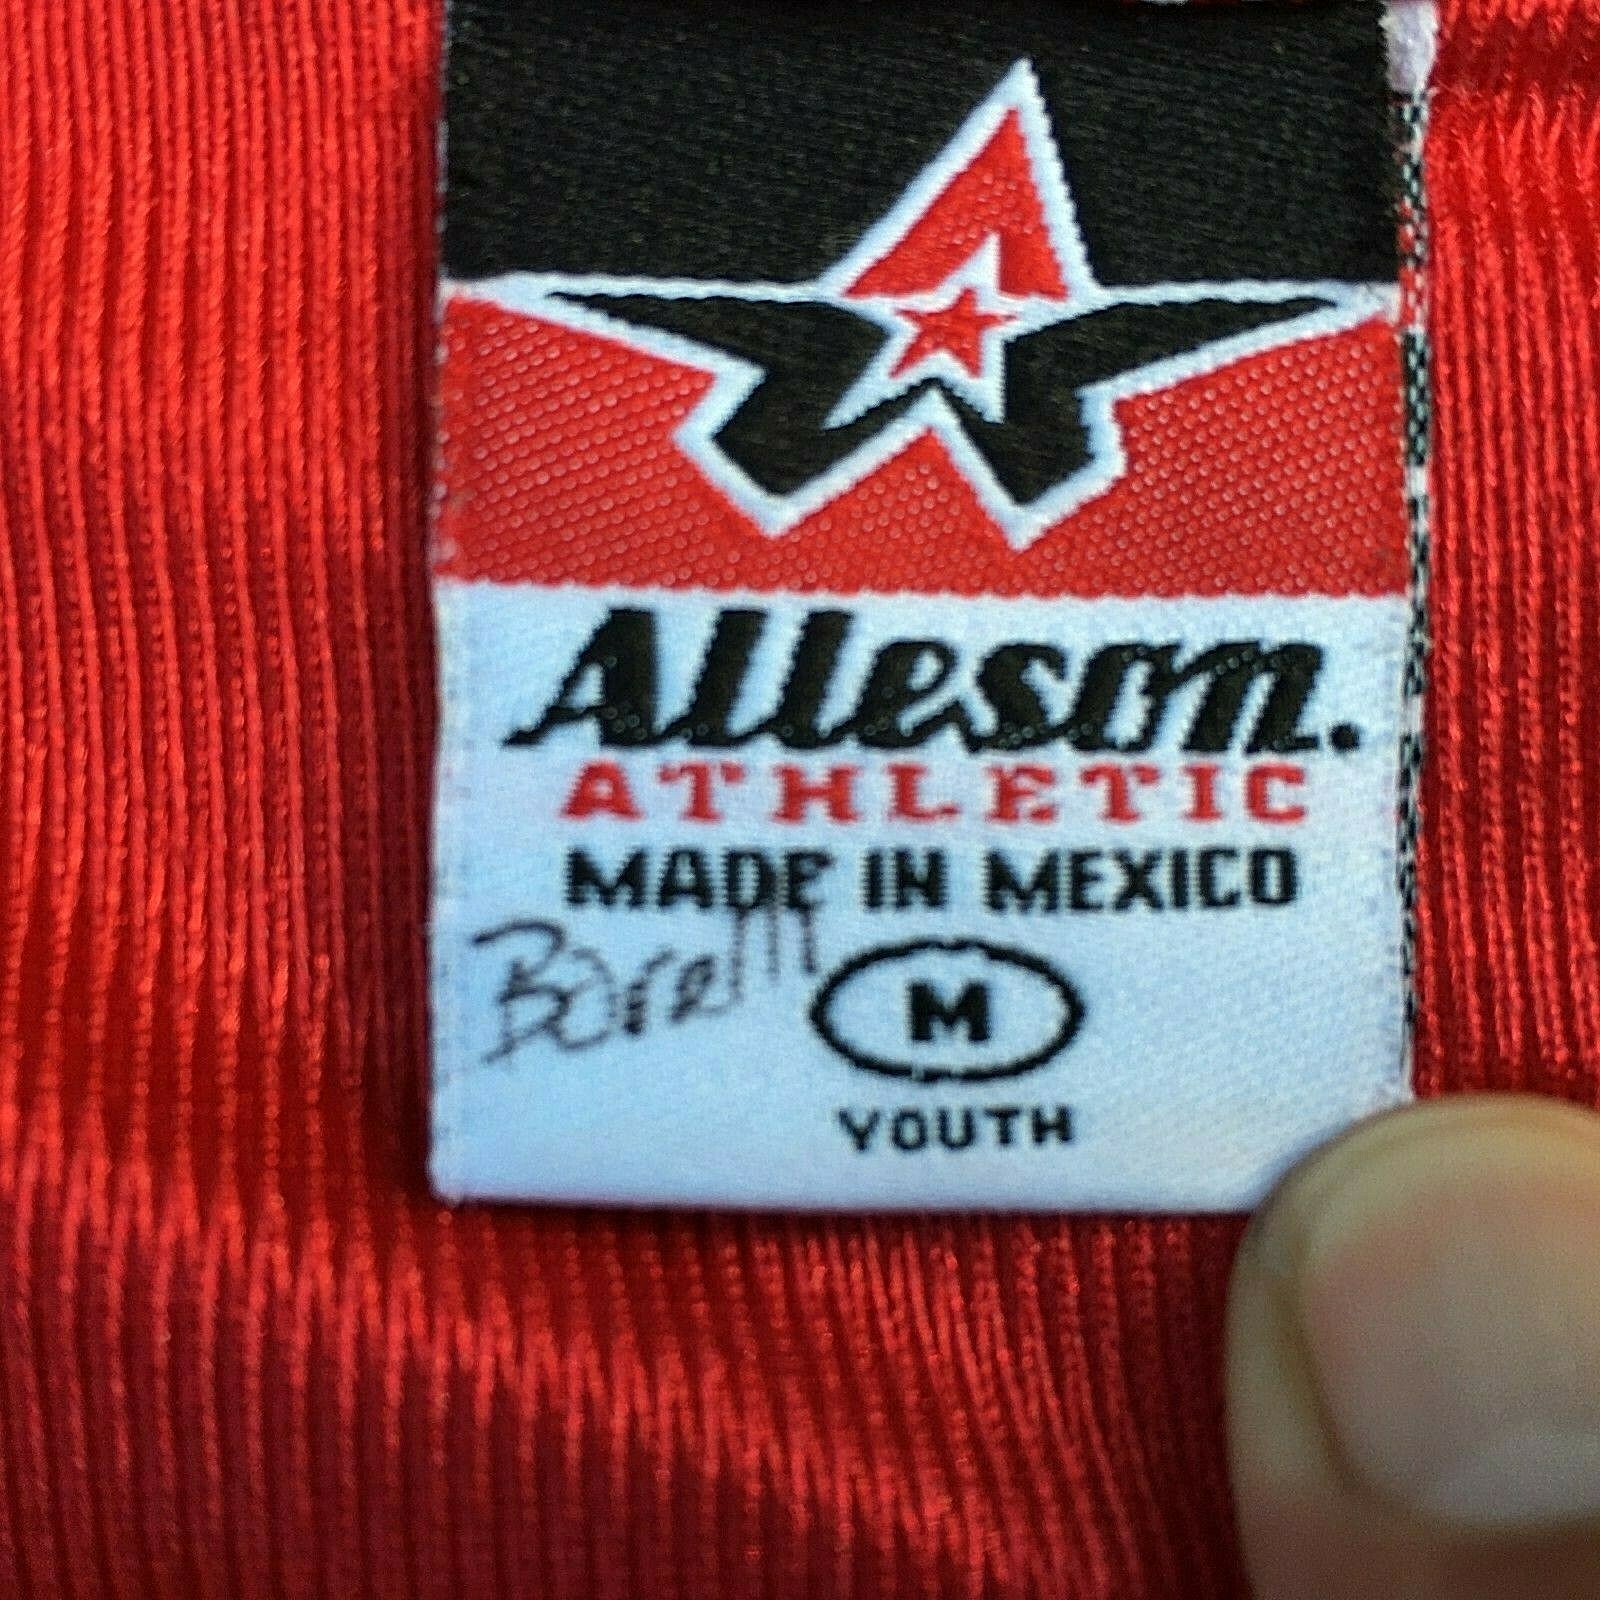 Alleson.
ATHLETIC
MADE IN MEXICO
M
YOUTH